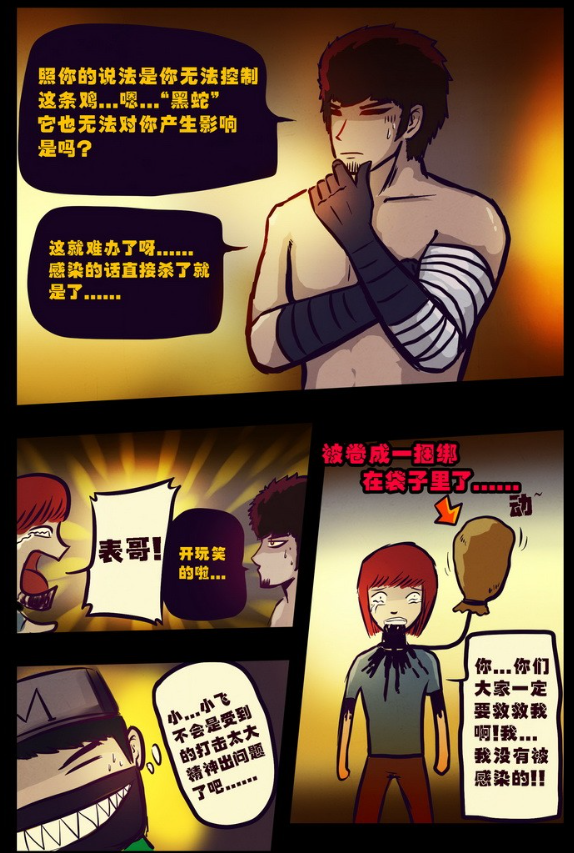 照你的说法是你无法控制
这条鸡...嗯...“黑蛇”
它也无法对你产生影响
是吗?
这就难办了呀......
感染的话直接杀了就
是了......
表哥!
开玩笑
的啦...
被卷成一捆绑
在袋子里了......
动~
你...你们
大家一定
要救救我
啊!我...
我没有被
感染的!!
小...小飞
不会是受到
的打击太大
精神出问题
了吧......
M